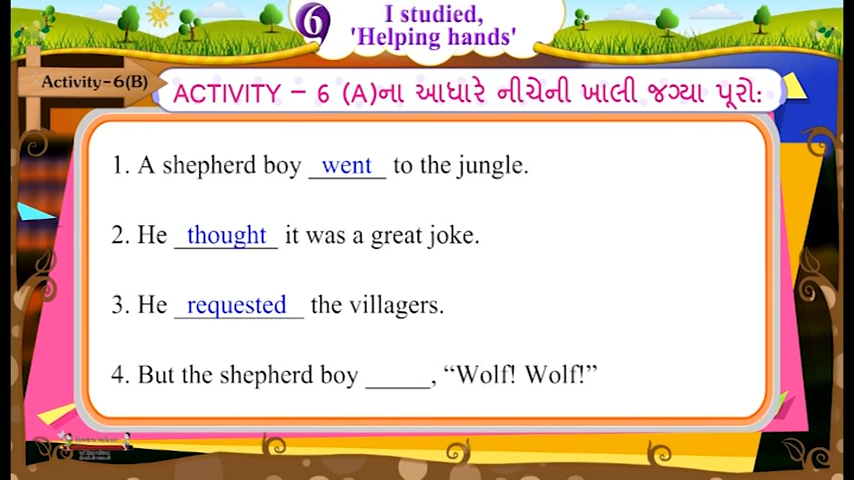 6
I studied,
'Helping hands'
Activity-6(B)
ACTIVITY – 6 (A)ના આધારે નીચેની ખાલી જગ્યા પૂરો:
1. A shepherd boy went to the jungle.
2. He thought it was a great joke.
3. He requested the villagers.
4. But the shepherd boy _____, “Wolf! Wolf!”